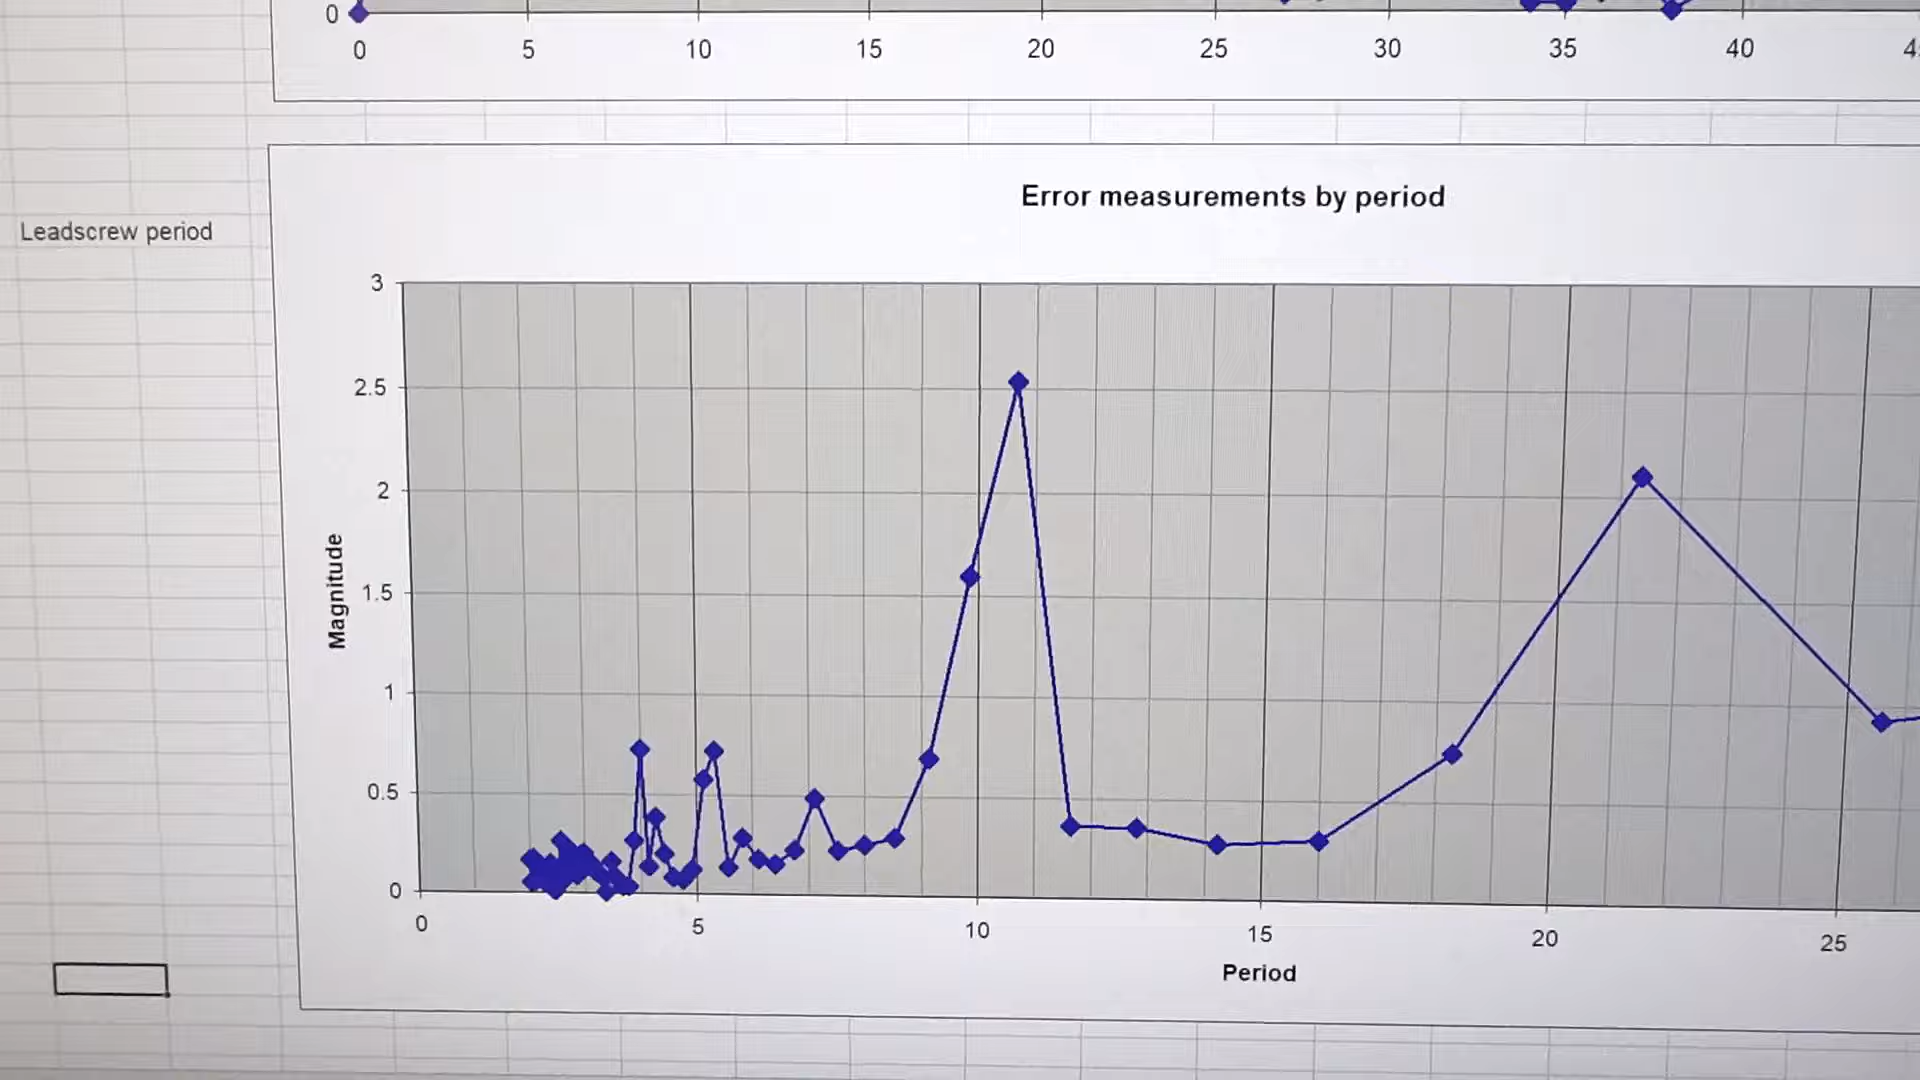 0
0 5 10 15 20 25 30 35 40
Error measurements by period
Leadscrew period
3
2.5
2
1.5
1
0.5
0
Magnitude
0 5 10 15 20 25
Period